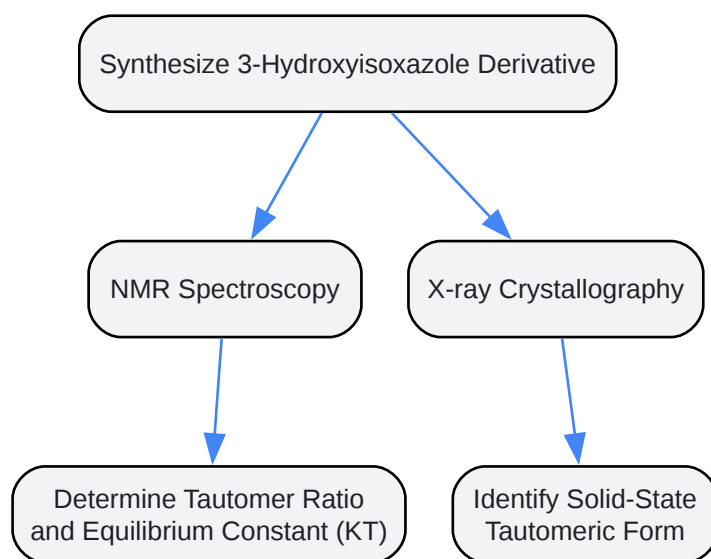 Synthesize 3-Hydroxyisoxazole Derivative
NMR Spectroscopy
X-ray Crystallography
Determine Tautomer Ratio
and Equilibrium Constant (KT)
Identify Solid-State
Tautomeric Form